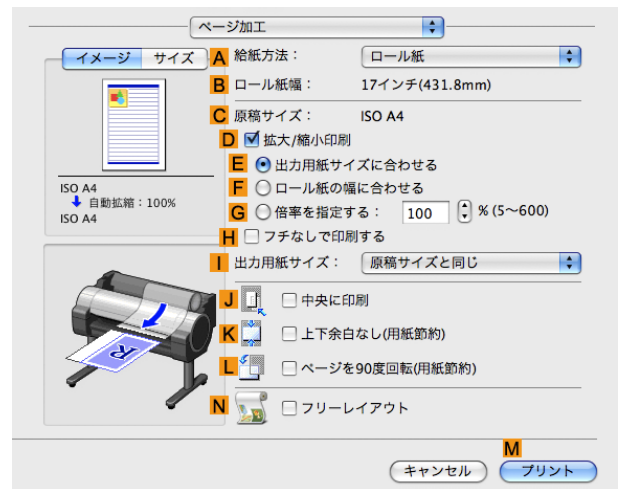 ページ加工
イメージ サイズ
A 給紙方法： ロール紙
B ロール紙幅： 17インチ(431.8mm)
C 原稿サイズ： ISO A4
D 拡大/縮小印刷
E 出力用紙サイズに合わせる
F ロール紙の幅に合わせる
G 倍率を指定する： 100 % (5～600)
H フチなしで印刷する
I 出力用紙サイズ： 原稿サイズと同じ
ISO A4
自動拡縮：100%
ISO A4
J 中央に印刷
K 上下余白なし(用紙節約)
L ページを90度回転(用紙節約)
N フリーレイアウト
R
M
キャンセル プリント